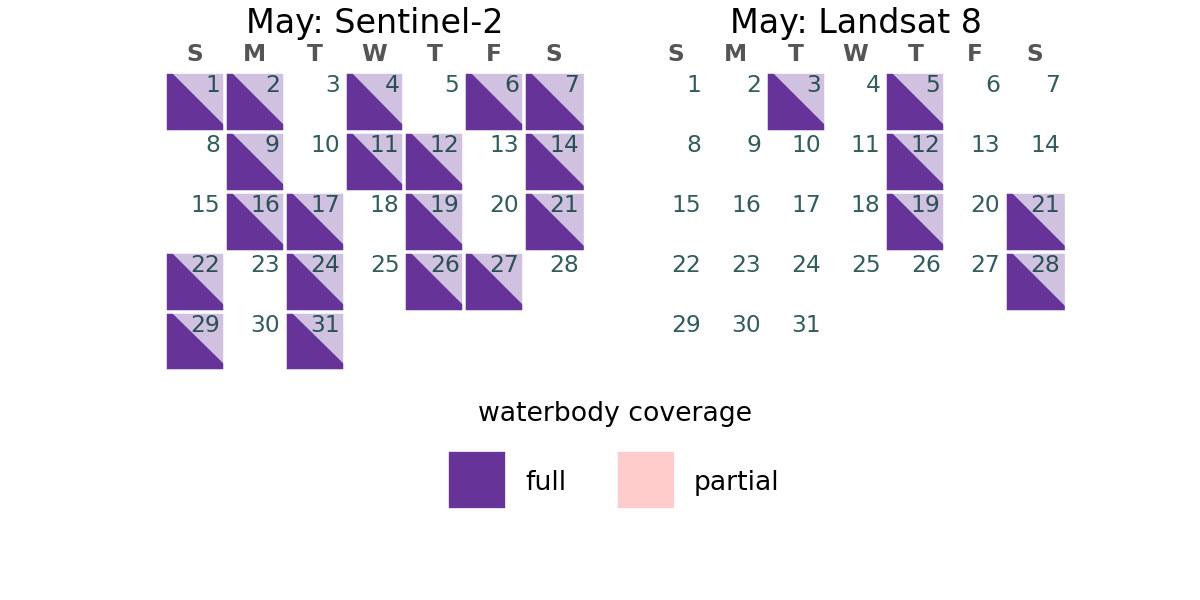 May: Sentinel-2
S M T W T F S
1 2 3 4 5 6 7
8 9 10 11 12 13 14
15 16 17 18 19 20 21
22 23 24 25 26 27 28
29 30 31
May: Landsat 8
S M T W T F S
1 2 3 4 5 6 7
8 9 10 11 12 13 14
15 16 17 18 19 20 21
22 23 24 25 26 27 28
29 30 31
waterbody coverage
full partial